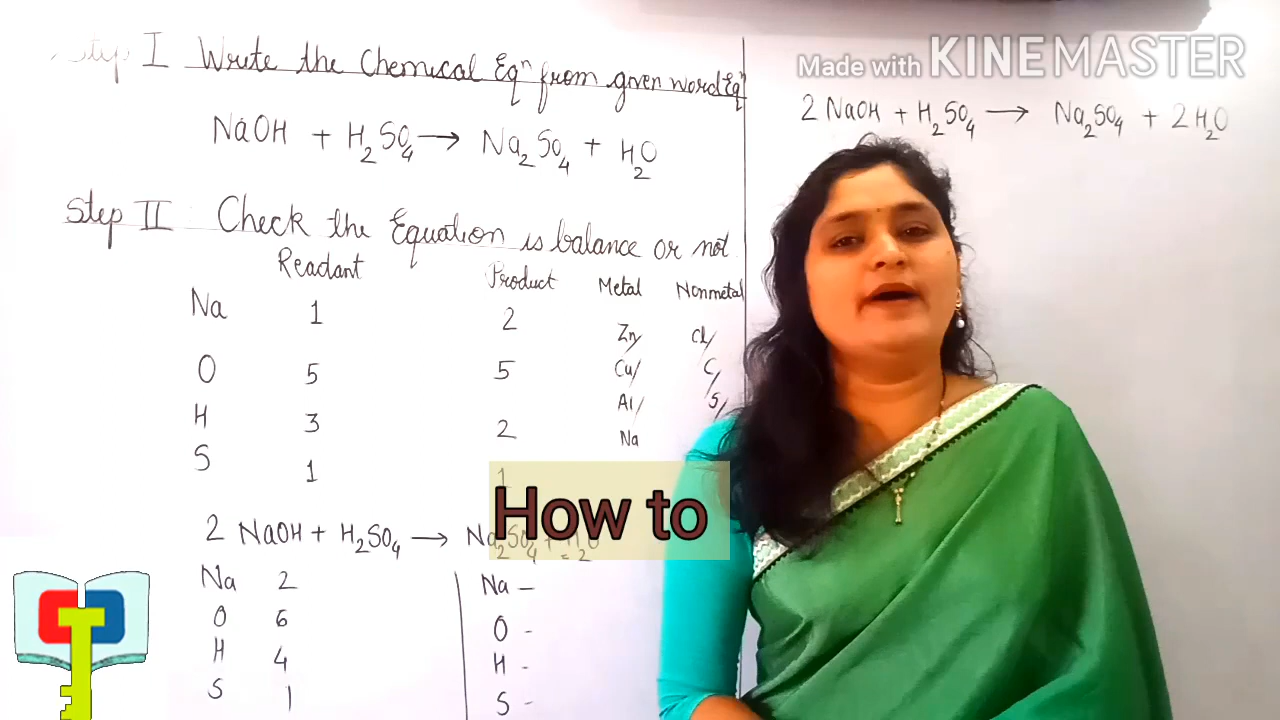 Step I Write the Chemical Eqⁿ from given word Eqⁿ
NaOH + H₂SO₄ → Na₂SO₄ + H₂O
Step II Check the Equation is balance or not
Reactant Product Metal Nonmetal
Na 1 2 Zn/ Cl/
O 5 5 Cu/ C/
H 3 2 Al/ S/
S 1 1 Na
2 NaOH + H₂SO₄ → Na₂SO₄ + H₂O
Na 2 Na -
O 6 O -
H 4 H -
S 1 S -
Made with KINEMASTER
2 NaOH + H₂SO₄ → Na₂SO₄ + 2 H₂O
How to